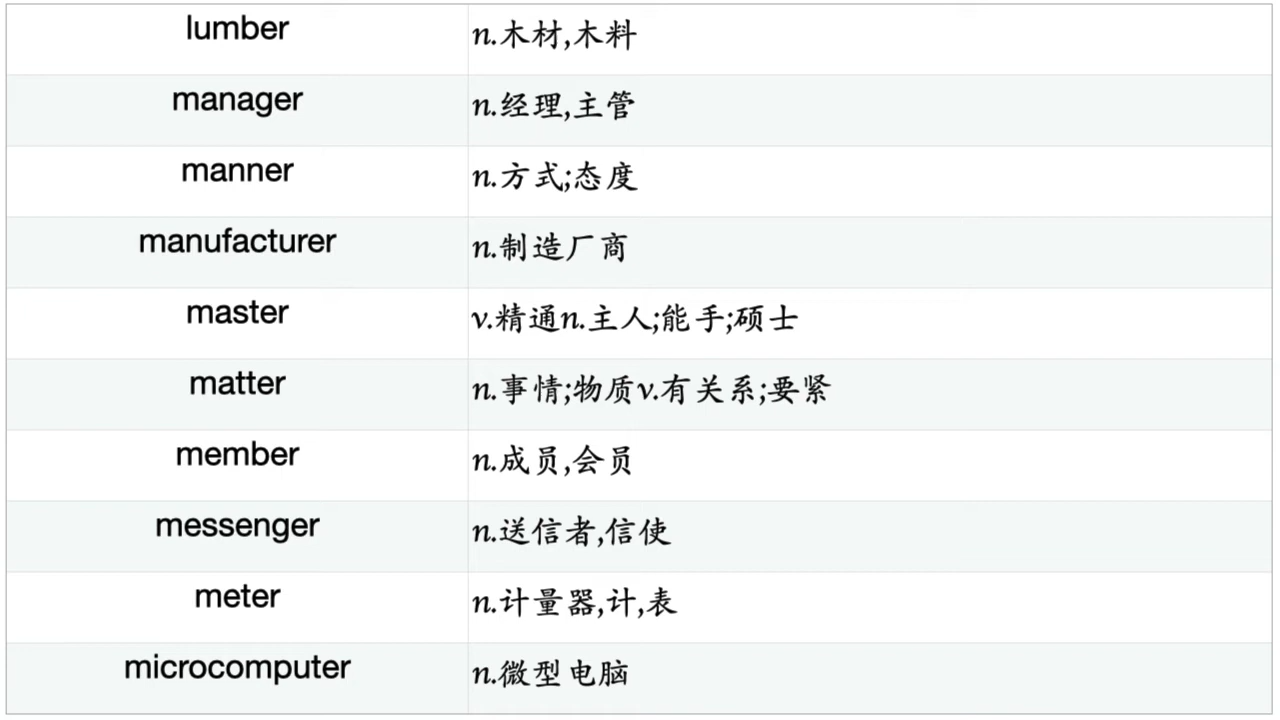 lumber n.木材,木料
manager n.经理,主管
manner n.方式;态度
manufacturer n.制造厂商
master v.精通n.主人;能手;硕士
matter n.事情;物质v.有关系;要紧
member n.成员,会员
messenger n.送信者,信使
meter n.计量器,计,表
microcomputer n.微型电脑